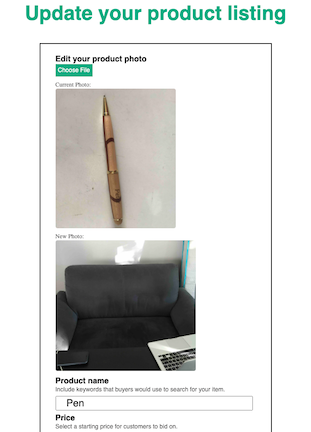 Update your product listing
Edit your product photo
Choose File
Current Photo:
New Photo:
Product name
Include keywords that buyers would use to search for your item.
Pen
Price
Select a starting price for customers to bid on.